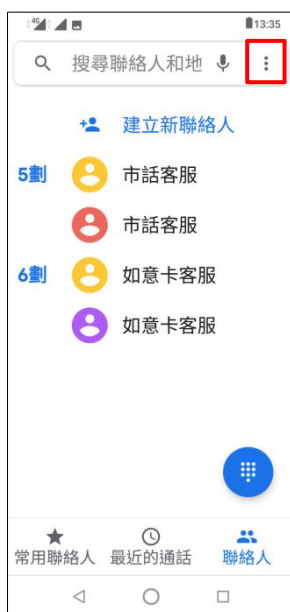 4G 13:35
搜尋聯絡人和地
建立新聯絡人
5劃 市話客服
市話客服
6劃 如意卡客服
如意卡客服
常用聯絡人 最近的通話 聯絡人